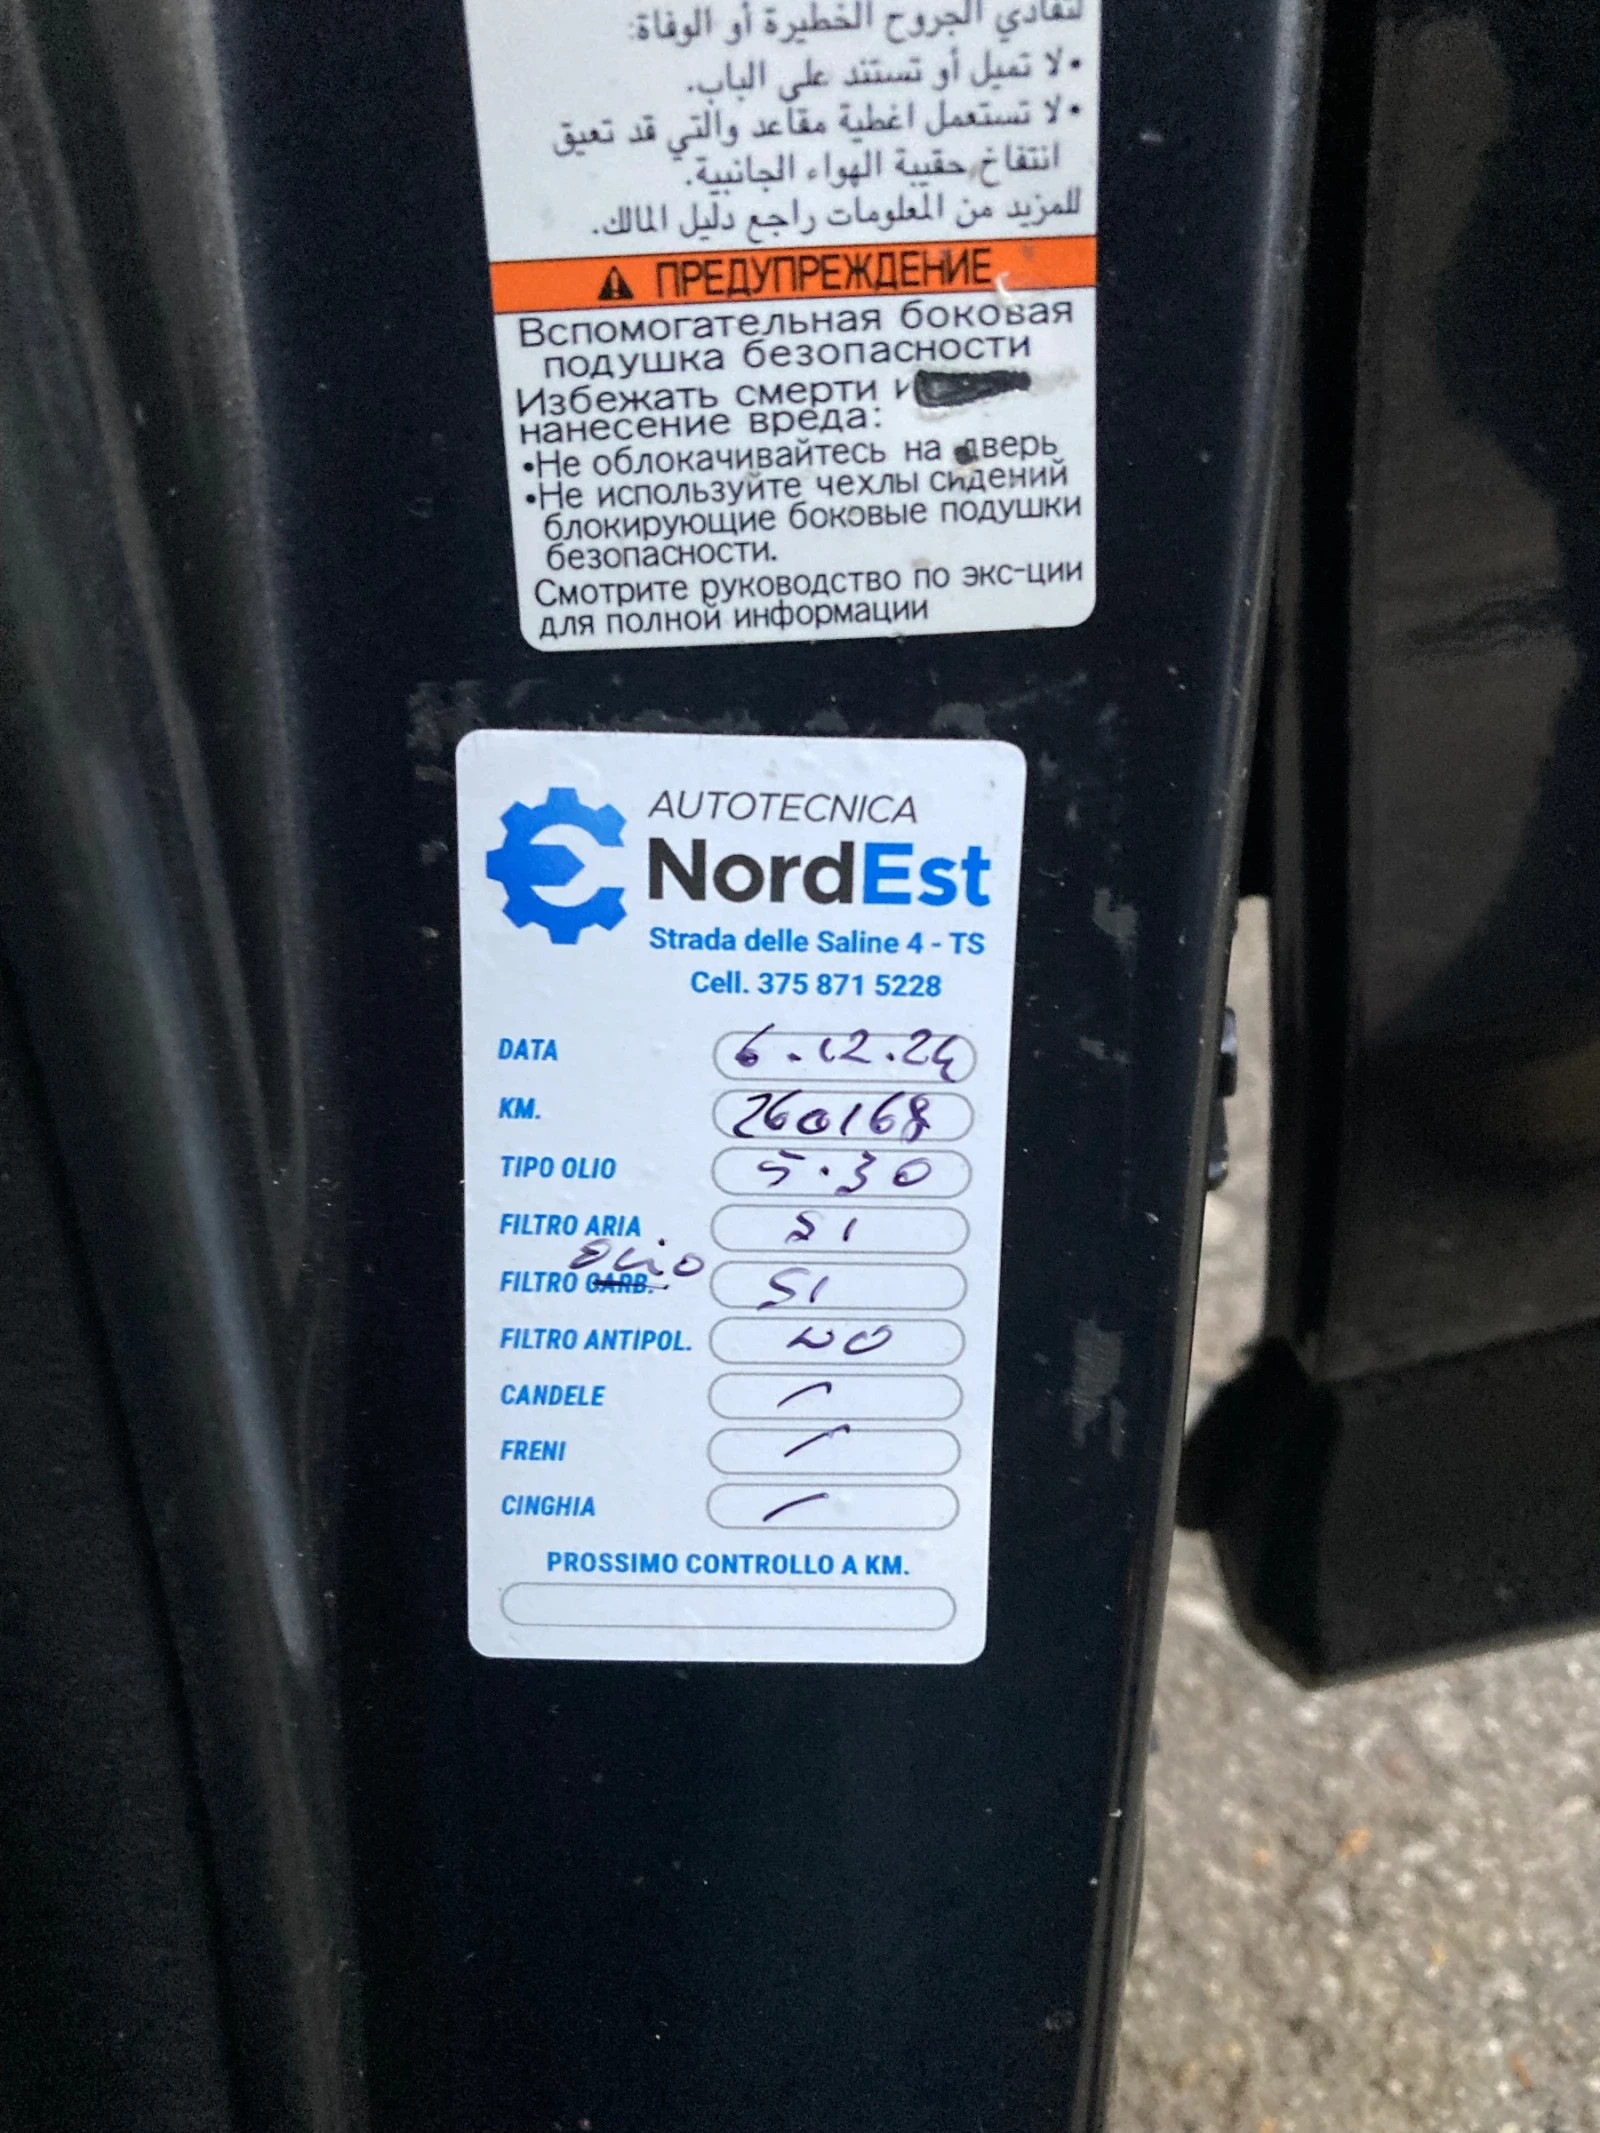 لتفادي الجروح الخطيرة أو الوفاة:
•لا تميل أو تستند على الباب.
•لا تستعمل اغطية مقاعد والتي قد تعيق
انتفاخ حقيبة الهواء الجانبية.
للمزيد من المعلومات راجع دليل المالك.
ПРЕДУПРЕЖДЕНИЕ
Вспомогательная боковая
подушка безопасности
Избежать смерти и
нанесение вреда:
•Не облокачивайтесь на дверь
•Не используйте чехлы сидений
блокирующие боковые подушки
безопасности.
Смотрите руководство по экс-ции
для полной информации
AUTOTECNICA
NordEst
Strada delle Saline 4 - TS
Cell. 375 871 5228
DATA 6.12.24
KM. 260168
TIPO OLIO 5.30
FILTRO ARIA SI
OLIO
FILTRO CARB. SI
FILTRO ANTIPOL. NO
CANDELE
FRENI
CINGHIA
PROSSIMO CONTROLLO A KM.